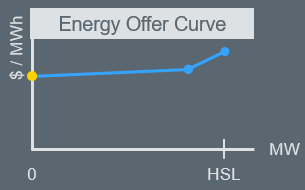 Energy Offer Curve
$ / MWh
MW
0
HSL